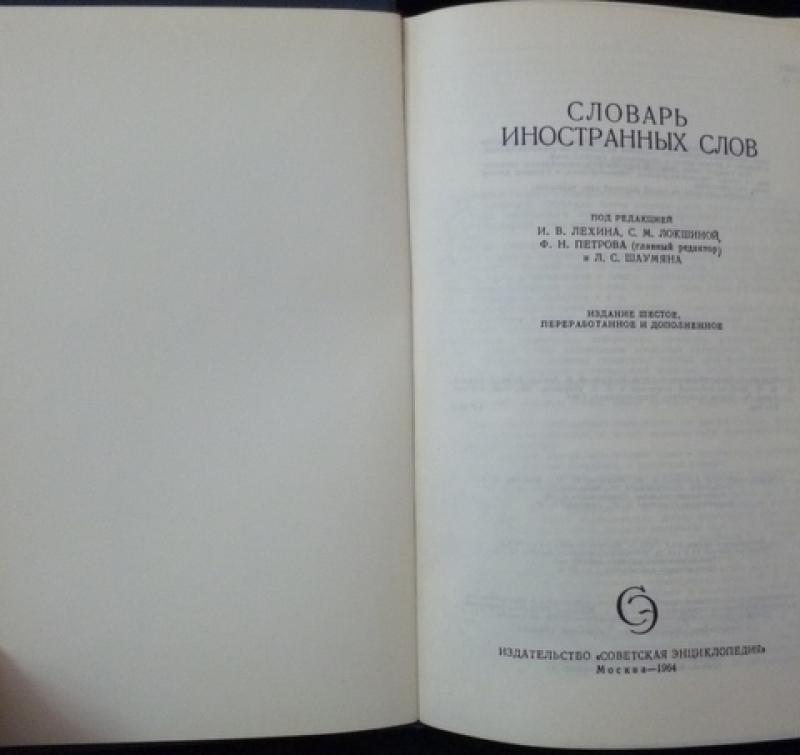 СЛОВАРЬ
ИНОСТРАННЫХ СЛОВ
ПОД РЕДАКЦИЕЙ
И. В. ЛЕХИНА, С. М. ЛОКШИНОЙ,
Ф. Н. ПЕТРОВА (главный редактор)
и Л. С. ШАУМЯНА
ИЗДАНИЕ ШЕСТОЕ,
ПЕРЕРАБОТАННОЕ И ДОПОЛНЕННОЕ
СЭ
ИЗДАТЕЛЬСТВО «СОВЕТСКАЯ ЭНЦИКЛОПЕДИЯ»
Москва—1964